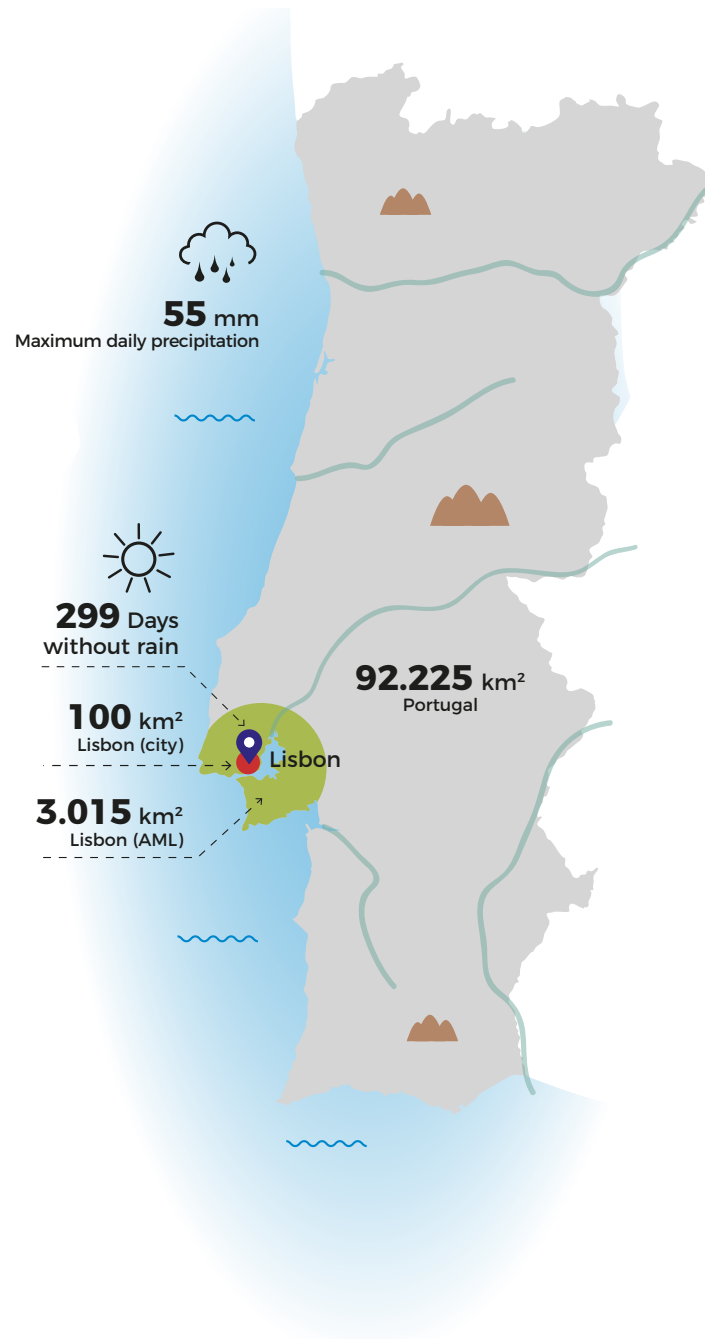 55 mm
Maximum daily precipitation
299 Days
without rain
92.225 km²
Portugal
100 km²
Lisbon (city)
Lisbon
3.015 km²
Lisbon (AML)